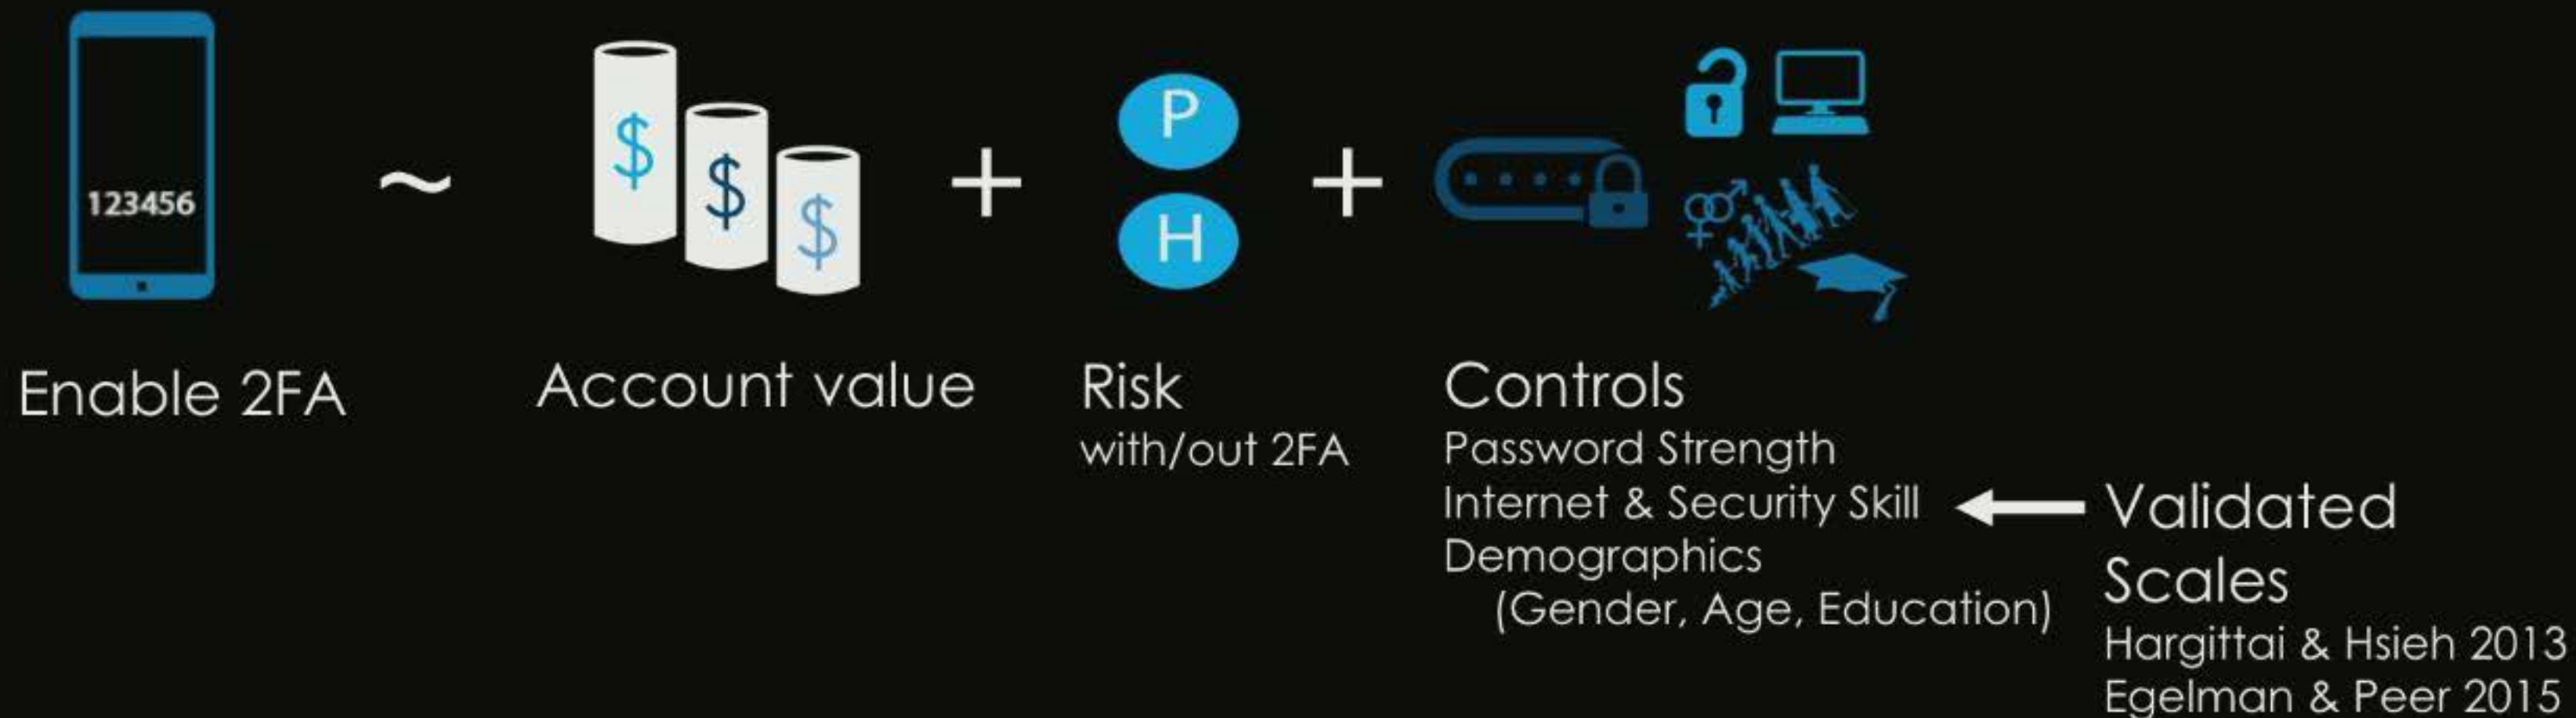 123456
~
$
$
$
+
P
H
+
Enable 2FA
Account value
Risk
with/out 2FA
Controls
Password Strength
Internet & Security Skill
Demographics
(Gender, Age, Education)
Validated
Scales
Hargittai & Hsieh 2013
Egelman & Peer 2015